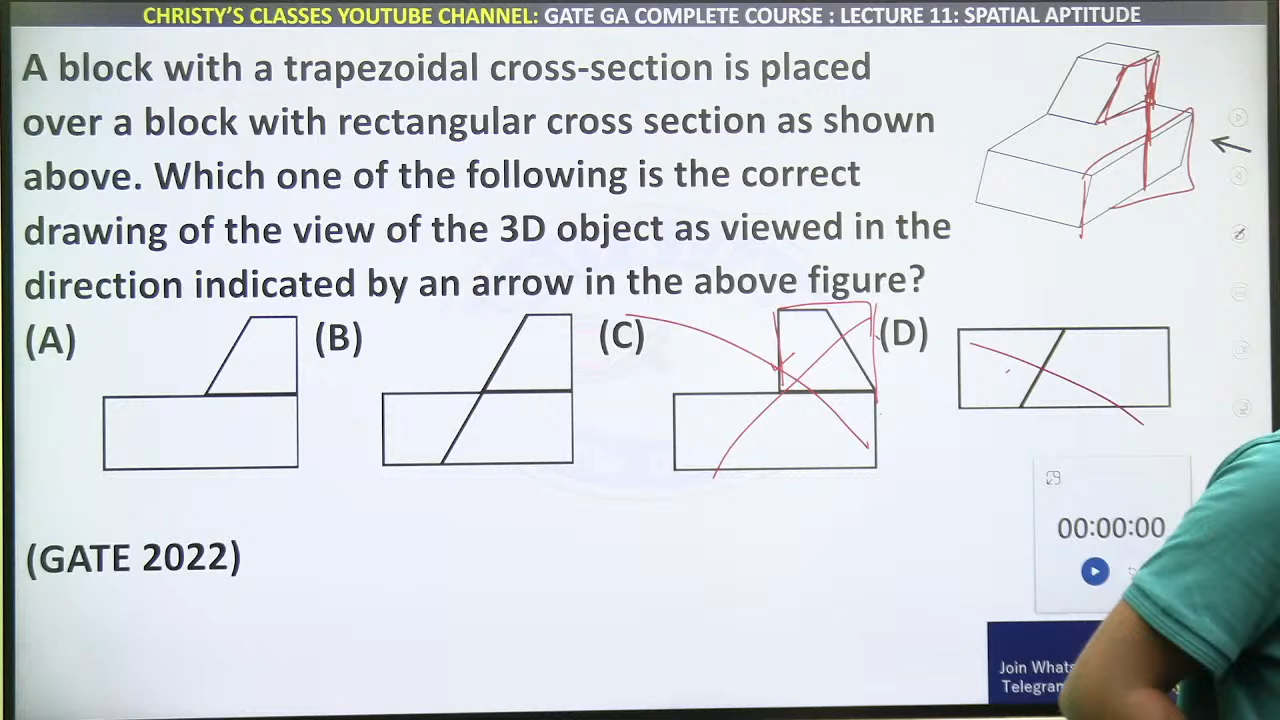 CHRISTY'S CLASSES YOUTUBE CHANNEL: GATE GA COMPLETE COURSE : LECTURE 11: SPATIAL APTITUDE
A block with a trapezoidal cross-section is placed
over a block with rectangular cross section as shown
above. Which one of the following is the correct
drawing of the view of the 3D object as viewed in the
direction indicated by an arrow in the above figure?
(A) (B) (C) (D)
(GATE 2022)
00:00:00
Join
Telegram